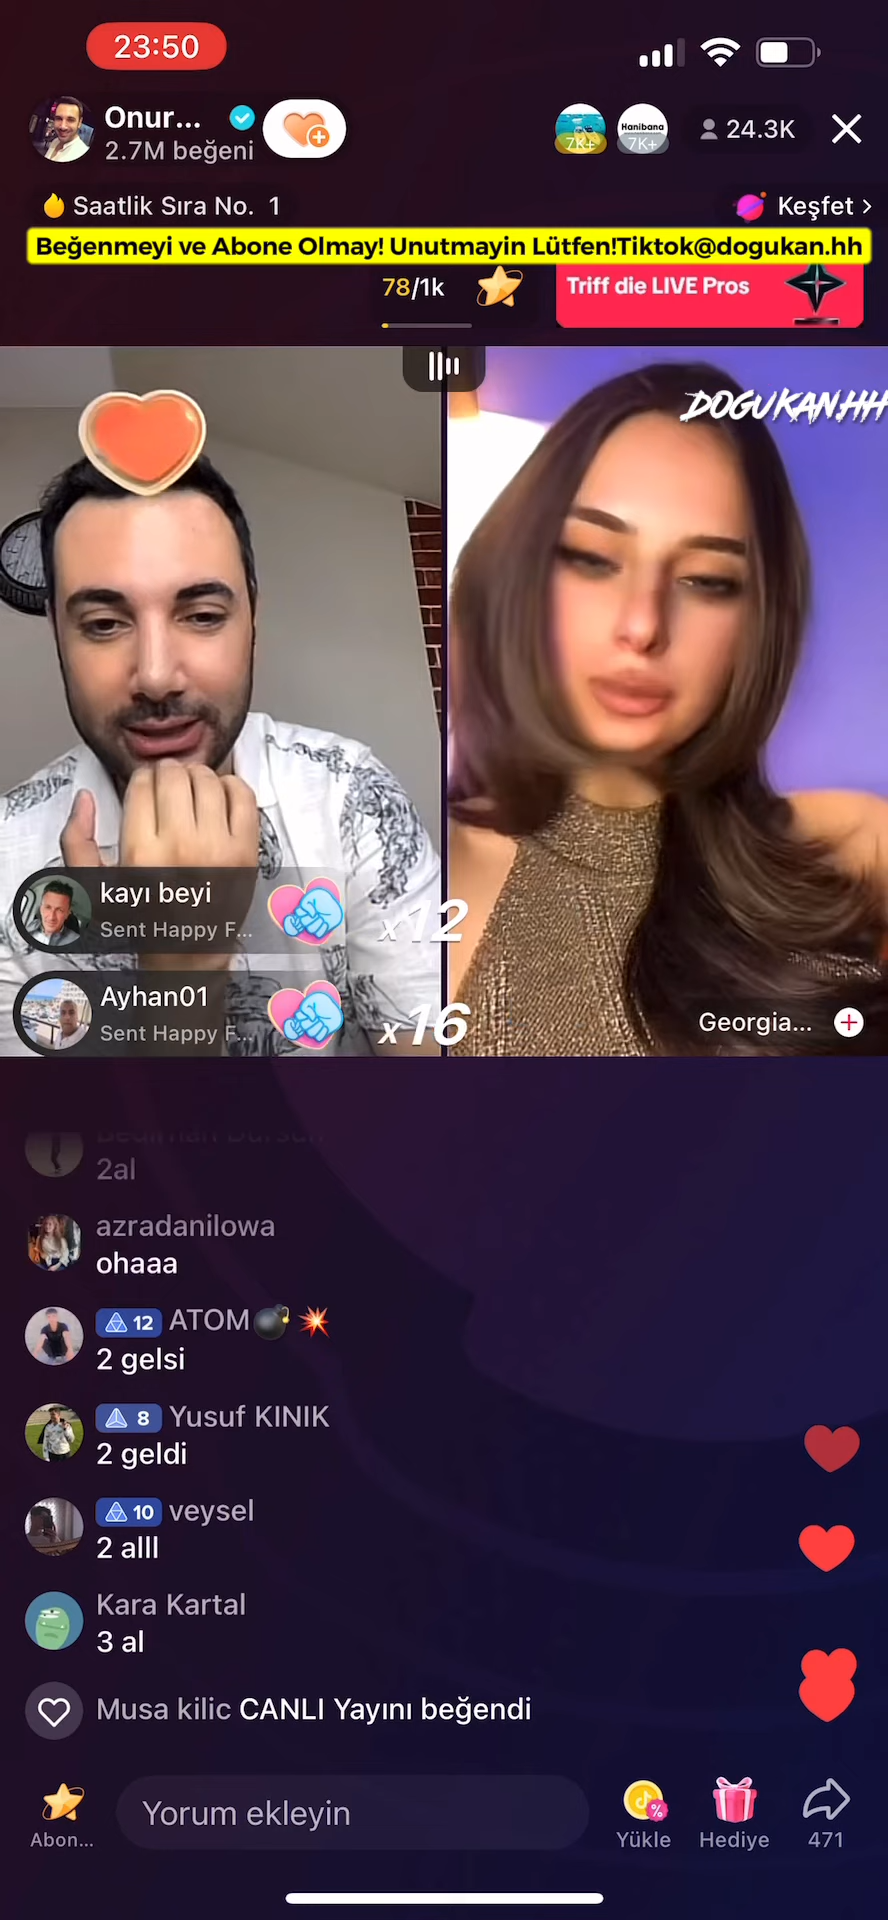 23:50
Onur...
2.7M beğeni
7K+
Hanibana
7K+
24.3K
Saatlik Sıra No. 1
Keşfet >
Beğenmeyi ve Abone Olmay! Unutmayin Lütfen!Tiktok@dogukan.hh
78/1k
Triff die LIVE Pros
DOGUKAN.HH
kayı beyi
Sent Happy F...
x12
Ayhan01
Sent Happy F...
x16
Georgia...
2al
azradanilowa
ohaaa
12 ATOM
2 gelsi
8 Yusuf KINIK
2 geldi
10 veysel
2 alll
Kara Kartal
3 al
Musa kilic CANLI Yayını beğendi
Abon...
Yorum ekleyin
Yükle
Hediye
471